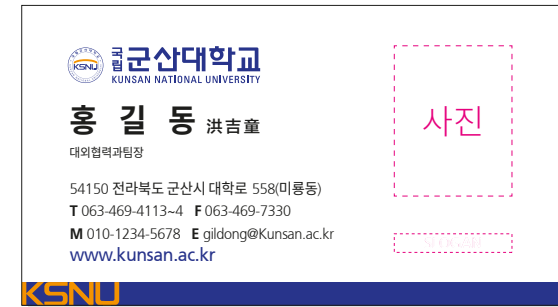 KSNU
국립 군산대학교
KUNSAN NATIONAL UNIVERSITY
홍 길 동 洪吉童
대외협력과팀장
54150 전라북도 군산시 대학로 558(미룡동)
T 063-469-4113~4 F 063-469-7330
M 010-1234-5678 E gildong@Kunsan.ac.kr
www.kunsan.ac.kr
사진
SLOGAN
KSNU